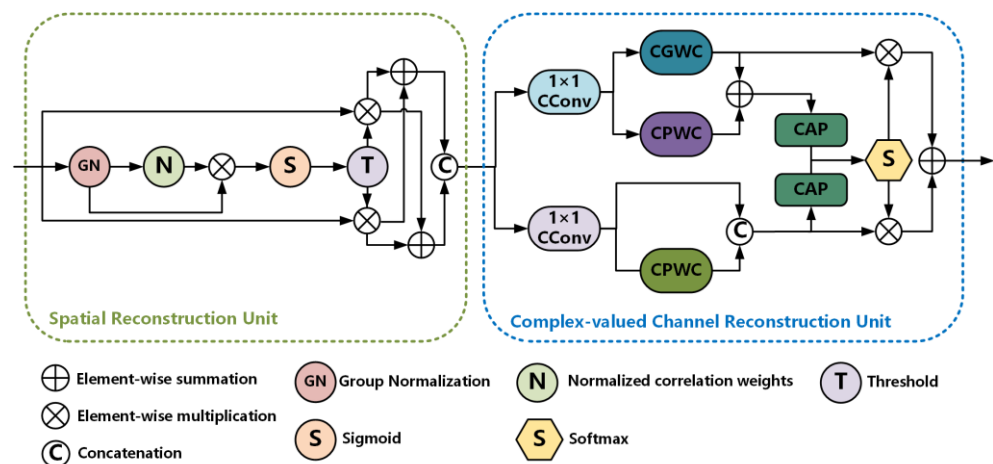 GN
N
S
T
C
Spatial Reconstruction Unit
1×1
CConv
CGWC
CPWC
CAP
S
CAP
1×1
CConv
C
CPWC
Complex-valued Channel Reconstruction Unit
Element-wise summation
GN Group Normalization
N Normalized correlation weights
T Threshold
Element-wise multiplication
S Sigmoid
S Softmax
C Concatenation